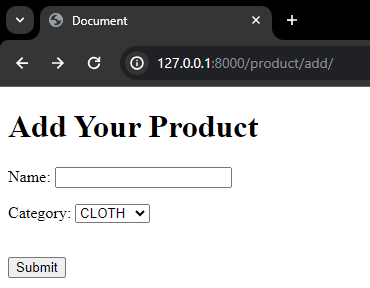 Document
127.0.0.1:8000/product/add/
Add Your Product
Name:
Category: CLOTH
Submit